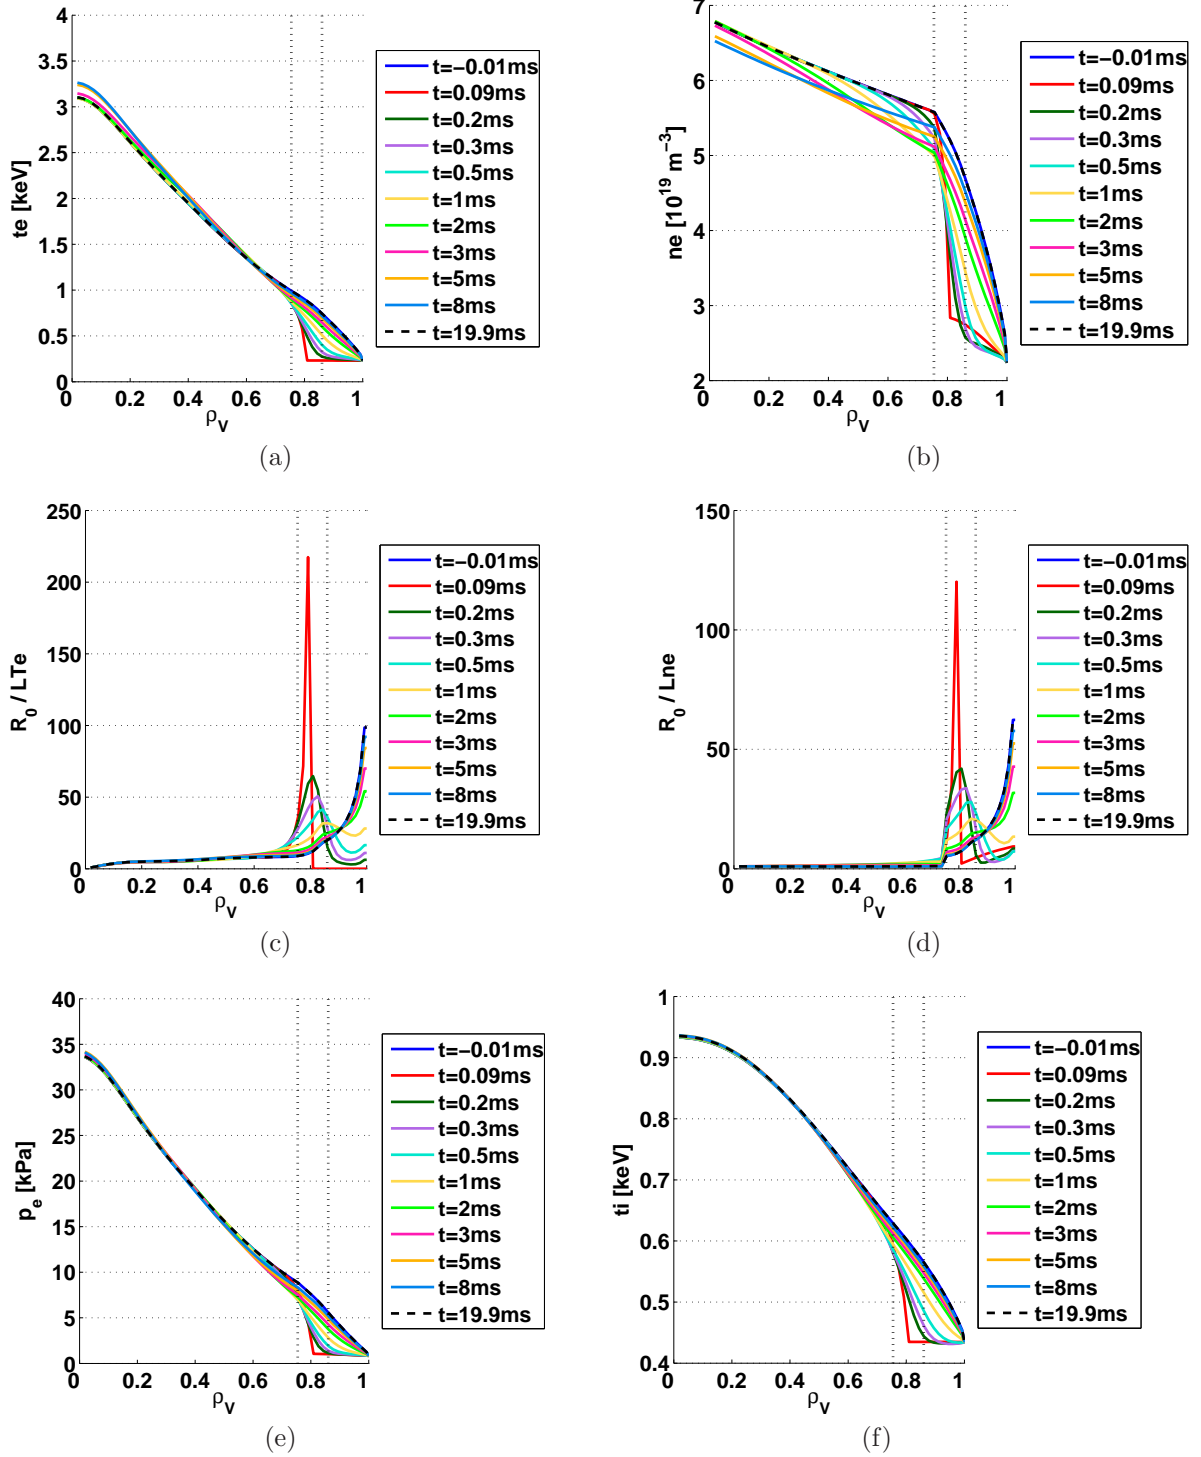 4
3.5
3
2.5
2
1.5
1
0.5
0
te [keV]
0 0.2 0.4 0.6 0.8 1
ρV
t=−0.01ms
t=0.09ms
t=0.2ms
t=0.3ms
t=0.5ms
t=1ms
t=2ms
t=3ms
t=5ms
t=8ms
t=19.9ms
(a)
7
6
5
4
3
2
ne [10^19 m^−3]
0 0.2 0.4 0.6 0.8 1
ρV
t=−0.01ms
t=0.09ms
t=0.2ms
t=0.3ms
t=0.5ms
t=1ms
t=2ms
t=3ms
t=5ms
t=8ms
t=19.9ms
(b)
250
200
150
100
50
0
R0 / LTe
0 0.2 0.4 0.6 0.8 1
ρV
t=−0.01ms
t=0.09ms
t=0.2ms
t=0.3ms
t=0.5ms
t=1ms
t=2ms
t=3ms
t=5ms
t=8ms
t=19.9ms
(c)
150
100
50
0
R0 / Lne
0 0.2 0.4 0.6 0.8 1
ρV
t=−0.01ms
t=0.09ms
t=0.2ms
t=0.3ms
t=0.5ms
t=1ms
t=2ms
t=3ms
t=5ms
t=8ms
t=19.9ms
(d)
40
35
30
25
20
15
10
5
0
pe [kPa]
0 0.2 0.4 0.6 0.8 1
ρV
t=−0.01ms
t=0.09ms
t=0.2ms
t=0.3ms
t=0.5ms
t=1ms
t=2ms
t=3ms
t=5ms
t=8ms
t=19.9ms
(e)
1
0.9
0.8
0.7
0.6
0.5
0.4
ti [keV]
0 0.2 0.4 0.6 0.8 1
ρV
t=−0.01ms
t=0.09ms
t=0.2ms
t=0.3ms
t=0.5ms
t=1ms
t=2ms
t=3ms
t=5ms
t=8ms
t=19.9ms
(f)